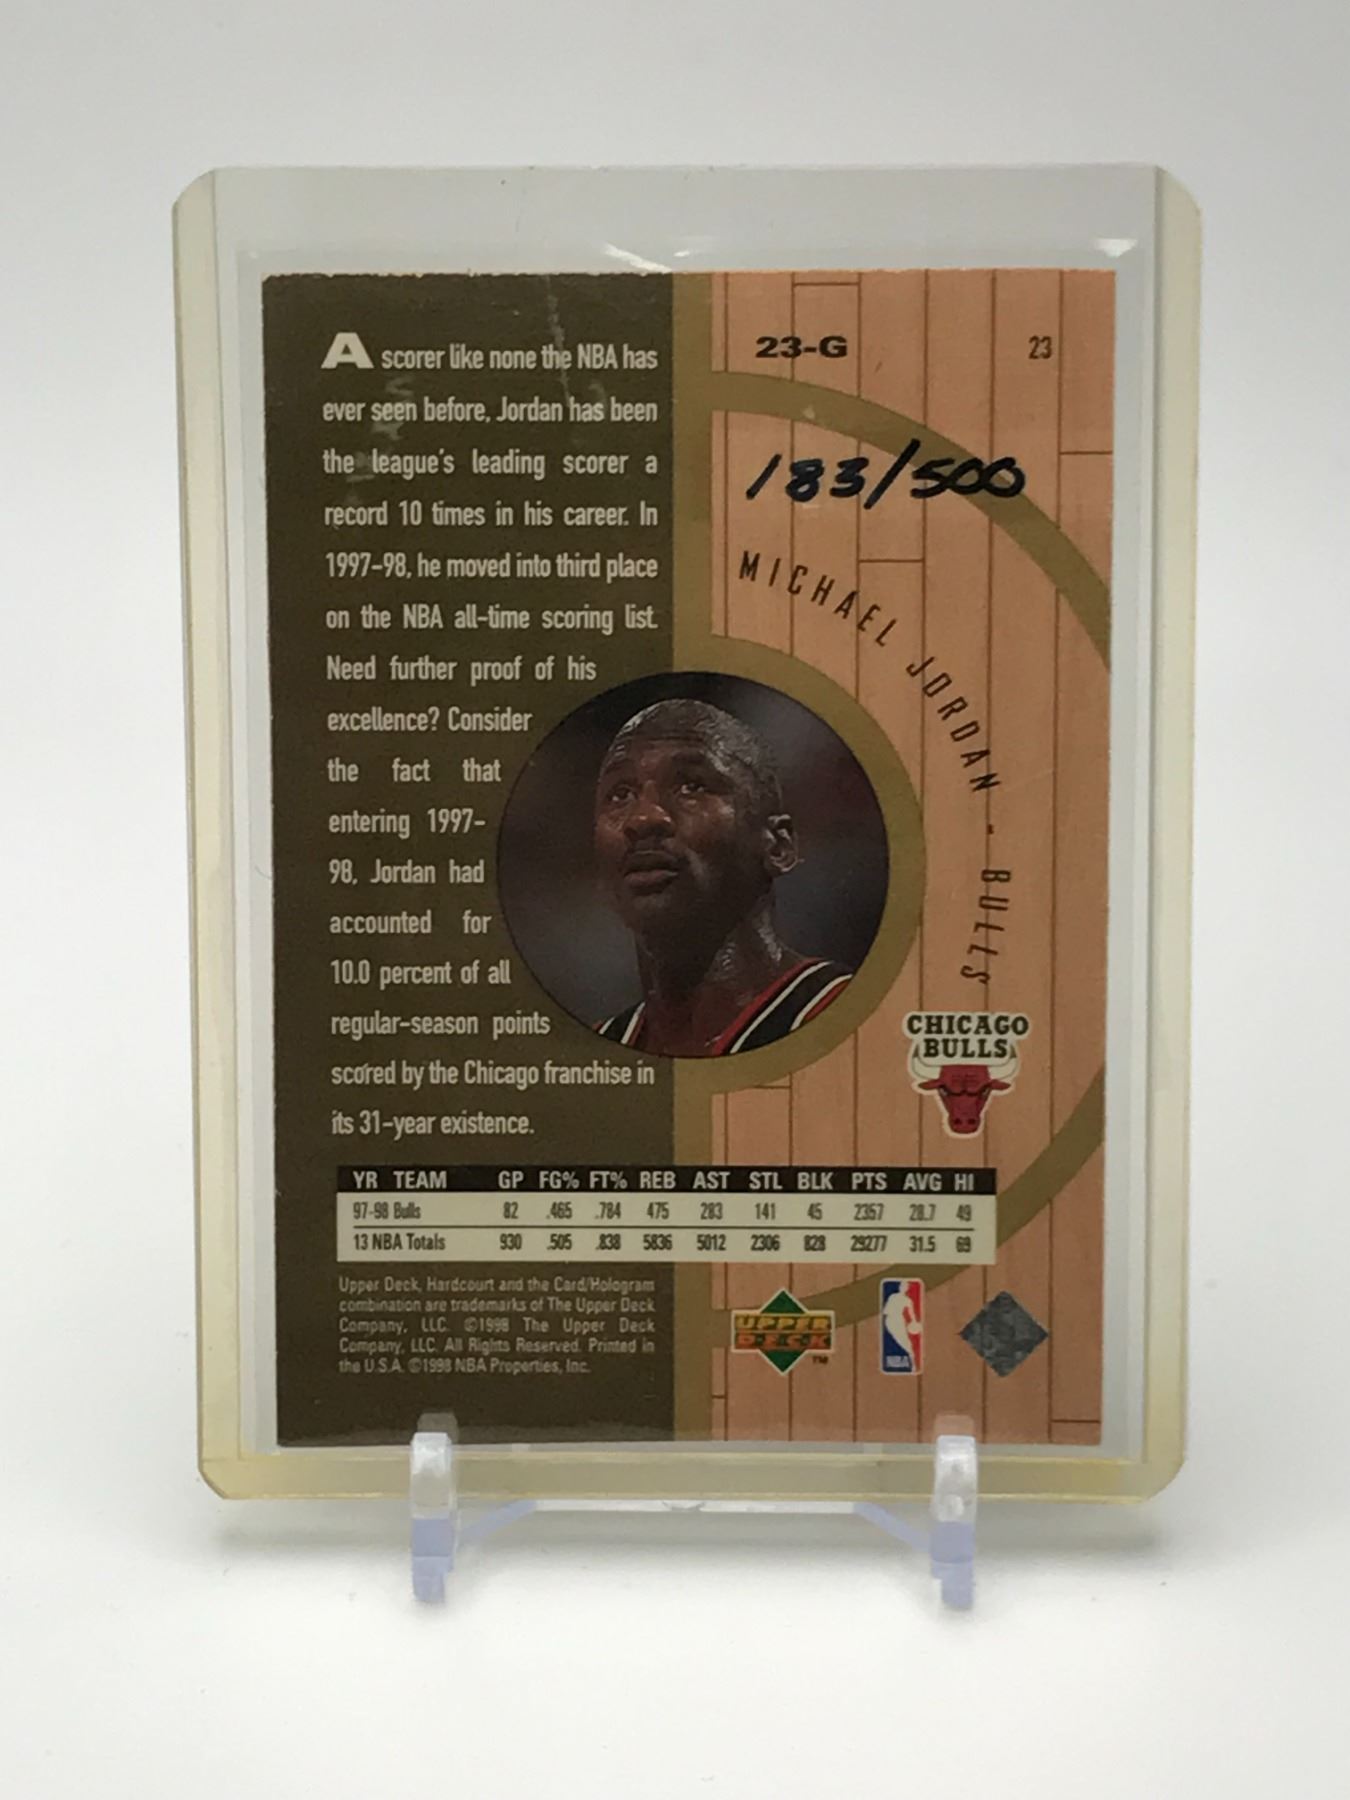 A scorer like none the NBA has
ever seen before, Jordan has been
the league's leading scorer a
record 10 times in his career. In
1997-98, he moved into third place
on the NBA all-time scoring list.
Need further proof of his
excellence? Consider
the fact that
entering 1997-
98, Jordan had
accounted for
10.0 percent of all
regular-season points
scored by the Chicago franchise in
its 31-year existence.
23-G 23
183/500
MICHAEL JORDAN - BULLS
CHICAGO
BULLS
YR TEAM GP FG% FT% REB AST STL BLK PTS AVG HI
97-98 Bulls 82 .465 .784 475 283 141 45 2357 28.7 49
13 NBA Totals 930 .505 .838 5836 5012 2306 828 29277 31.5 69
Upper Deck, Hardcourt and the Card/Hologram
combination are trademarks of The Upper Deck
Company, LLC. ©1998 The Upper Deck
Company, LLC. All Rights Reserved. Printed in
the U.S.A. ©1998 NBA Properties, Inc.
UPPER
DECK
TM
NBA